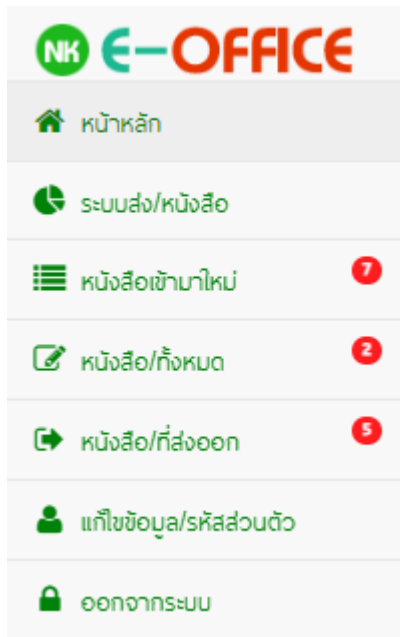 NK E-OFFICE
หน้าหลัก
ระบบส่ง/หนังสือ
หนังสือเข้ามาใหม่ 7
หนังสือ/ทั้งหมด 2
หนังสือ/ที่ส่งออก 5
แก้ไขข้อมูล/รหัสส่วนตัว
ออกจากระบบ